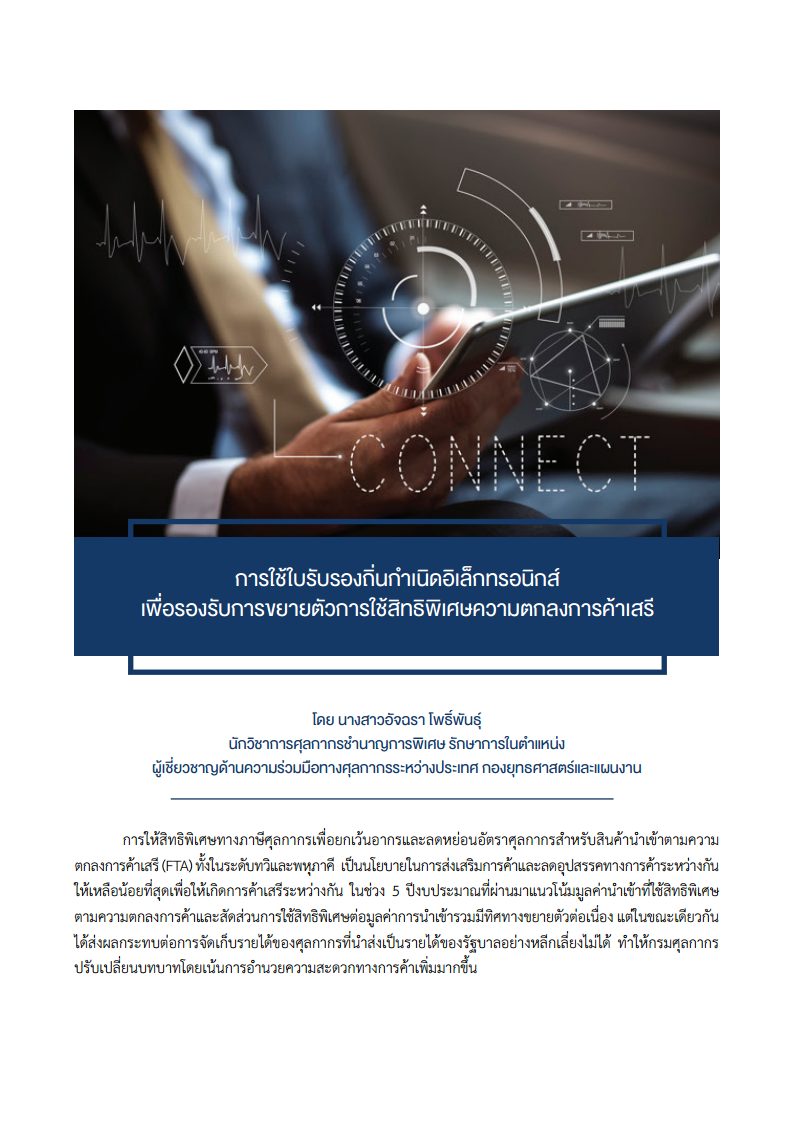 CONNECT
การใช้ใบรับรองถิ่นกำเนิดอิเล็กทรอนิกส์
เพื่อรองรับการขยายตัวการใช้สิทธิพิเศษความตกลงการค้าเสรี
โดย นางสาวอัจฉรา โพธิ์พันธุ์
นักวิชาการศุลกากรชำนาญการพิเศษ รักษาการในตำแหน่ง
ผู้เชี่ยวชาญด้านความร่วมมือทางศุลกากรระหว่างประเทศ กองยุทธศาสตร์และแผนงาน
การให้สิทธิพิเศษทางภาษีศุลกากรเพื่อยกเว้นอากรและลดหย่อนอัตราศุลกากรสำหรับสินค้านำเข้าตามความ
ตกลงการค้าเสรี (FTA) ทั้งในระดับทวิและพหุภาคี เป็นนโยบายในการส่งเสริมการค้าและลดอุปสรรคทางการค้าระหว่างกัน
ให้เหลือน้อยที่สุดเพื่อให้เกิดการค้าเสรีระหว่างกัน ในช่วง 5 ปีงบประมาณที่ผ่านมาแนวโน้มมูลค่านำเข้าที่ใช้สิทธิพิเศษ
ตามความตกลงการค้าและสัดส่วนการใช้สิทธิพิเศษต่อมูลค่าการนำเข้ารวมมีทิศทางขยายตัวต่อเนื่อง แต่ในขณะเดียวกัน
ได้ส่งผลกระทบต่อการจัดเก็บรายได้ของศุลกากรที่นำส่งเป็นรายได้ของรัฐบาลอย่างหลีกเลี่ยงไม่ได้ ทำให้กรมศุลกากร
ปรับเปลี่ยนบทบาทโดยเน้นการอำนวยความสะดวกทางการค้าเพิ่มมากขึ้น